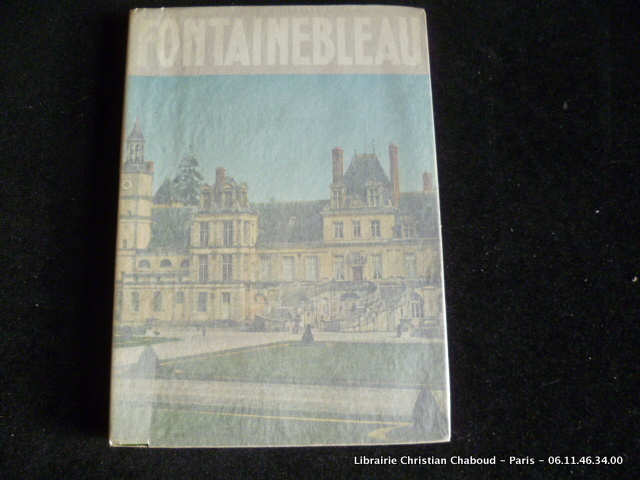 FONTAINEBLEAU
Librairie Christian Chaboud - Paris - 06.11.46.34.00